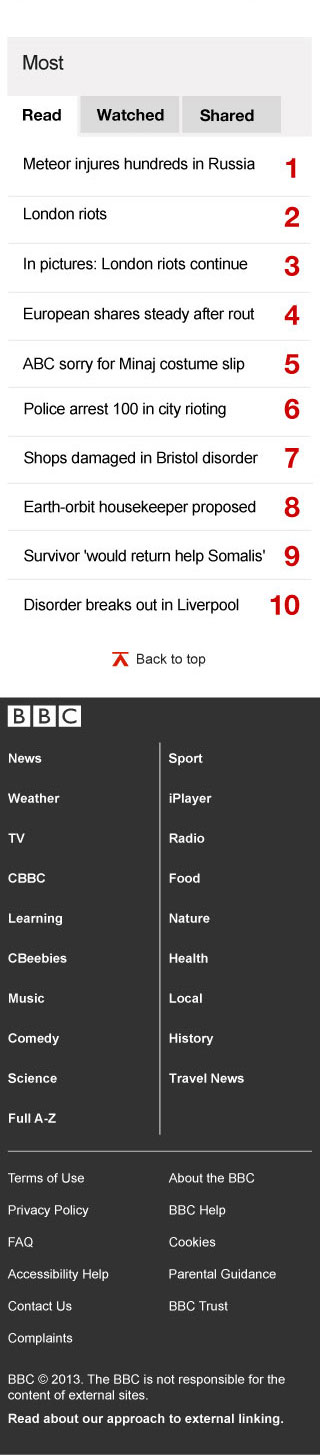 Most
Read Watched Shared
Meteor injures hundreds in Russia 1
London riots 2
In pictures: London riots continue 3
European shares steady after rout 4
ABC sorry for Minaj costume slip 5
Police arrest 100 in city rioting 6
Shops damaged in Bristol disorder 7
Earth-orbit housekeeper proposed 8
Survivor 'would return help Somalis' 9
Disorder breaks out in Liverpool 10
Back to top
BBC
News Sport
Weather iPlayer
TV Radio
CBBC Food
Learning Nature
CBeebies Health
Music Local
Comedy History
Science Travel News
Full A-Z
Terms of Use About the BBC
Privacy Policy BBC Help
FAQ Cookies
Accessibility Help Parental Guidance
Contact Us BBC Trust
Complaints
BBC © 2013. The BBC is not responsible for the
content of external sites.
Read about our approach to external linking.